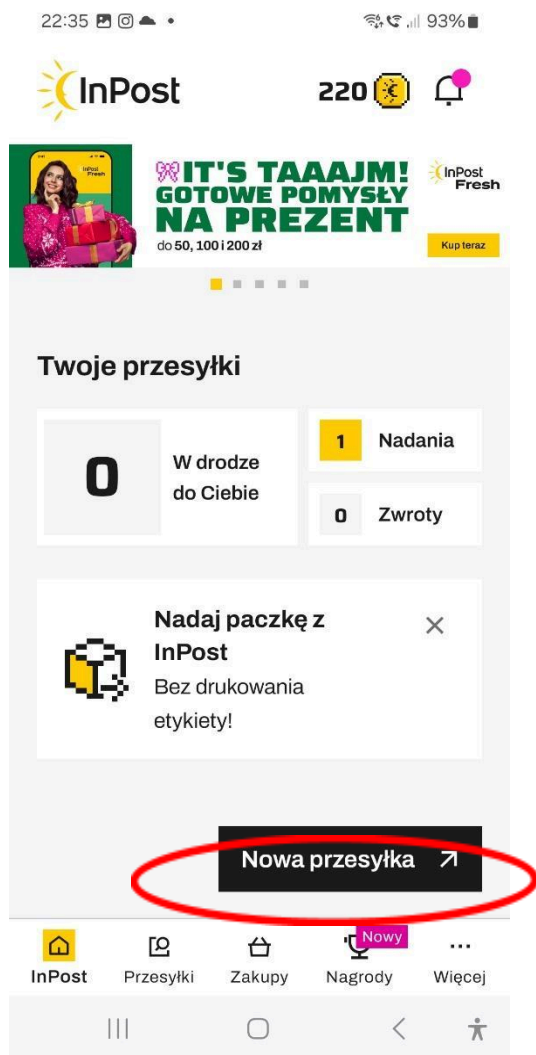 22:35
93%
InPost
220
IT'S TAAAJM!
GOTOWE POMYSŁY
NA PREZENT
do 50, 100 i 200 zł
InPost
Fresh
Kup teraz
Twoje przesyłki
0
W drodze
do Ciebie
1 Nadania
0 Zwroty
Nadaj paczkę z
InPost
Bez drukowania
etykiety!
Nowa przesyłka
Nowy
InPost Przesyłki Zakupy Nagrody Więcej